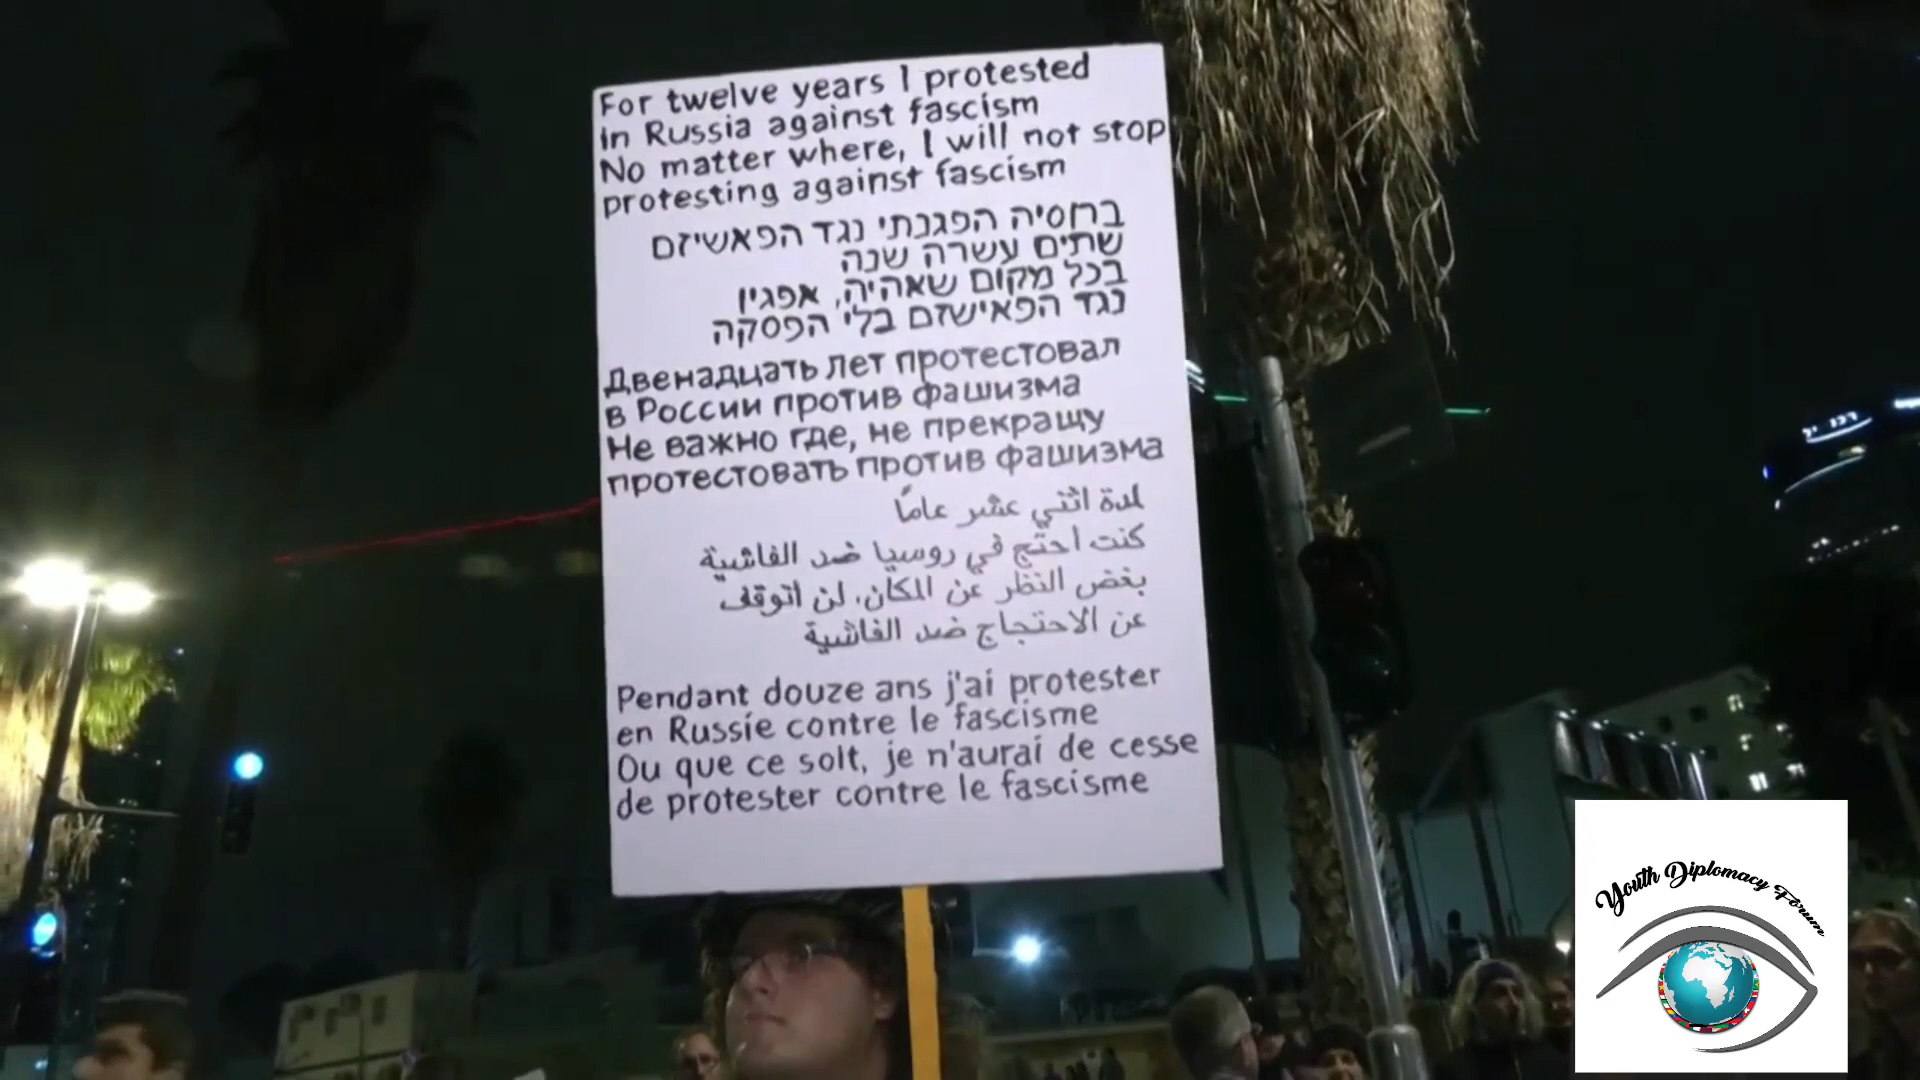 For twelve years I protested
in Russia against fascism
No matter where, I will not stop
protesting against fascism
ברוסיה הפגנתי נגד הפאשיזם
שתים עשרה שנה
בכל מקום שאהיה, אפגין
נגד הפאישזם בלי הפסקה
Двенадцать лет протестовал
в России против фашизма
Не важно где, не прекращу
протестовать против фашизма
لمدة اثني عشر عاماً
كنت احتج في روسيا ضد الفاشية
بغض النظر عن المكان، لن اتوقف
عن الاحتجاج ضد الفاشية
Pendant douze ans j'ai protester
en Russie contre le fascisme
Ou que ce soit, je n'aurai de cesse
de protester contre le fascisme
Youth Diplomacy Forum